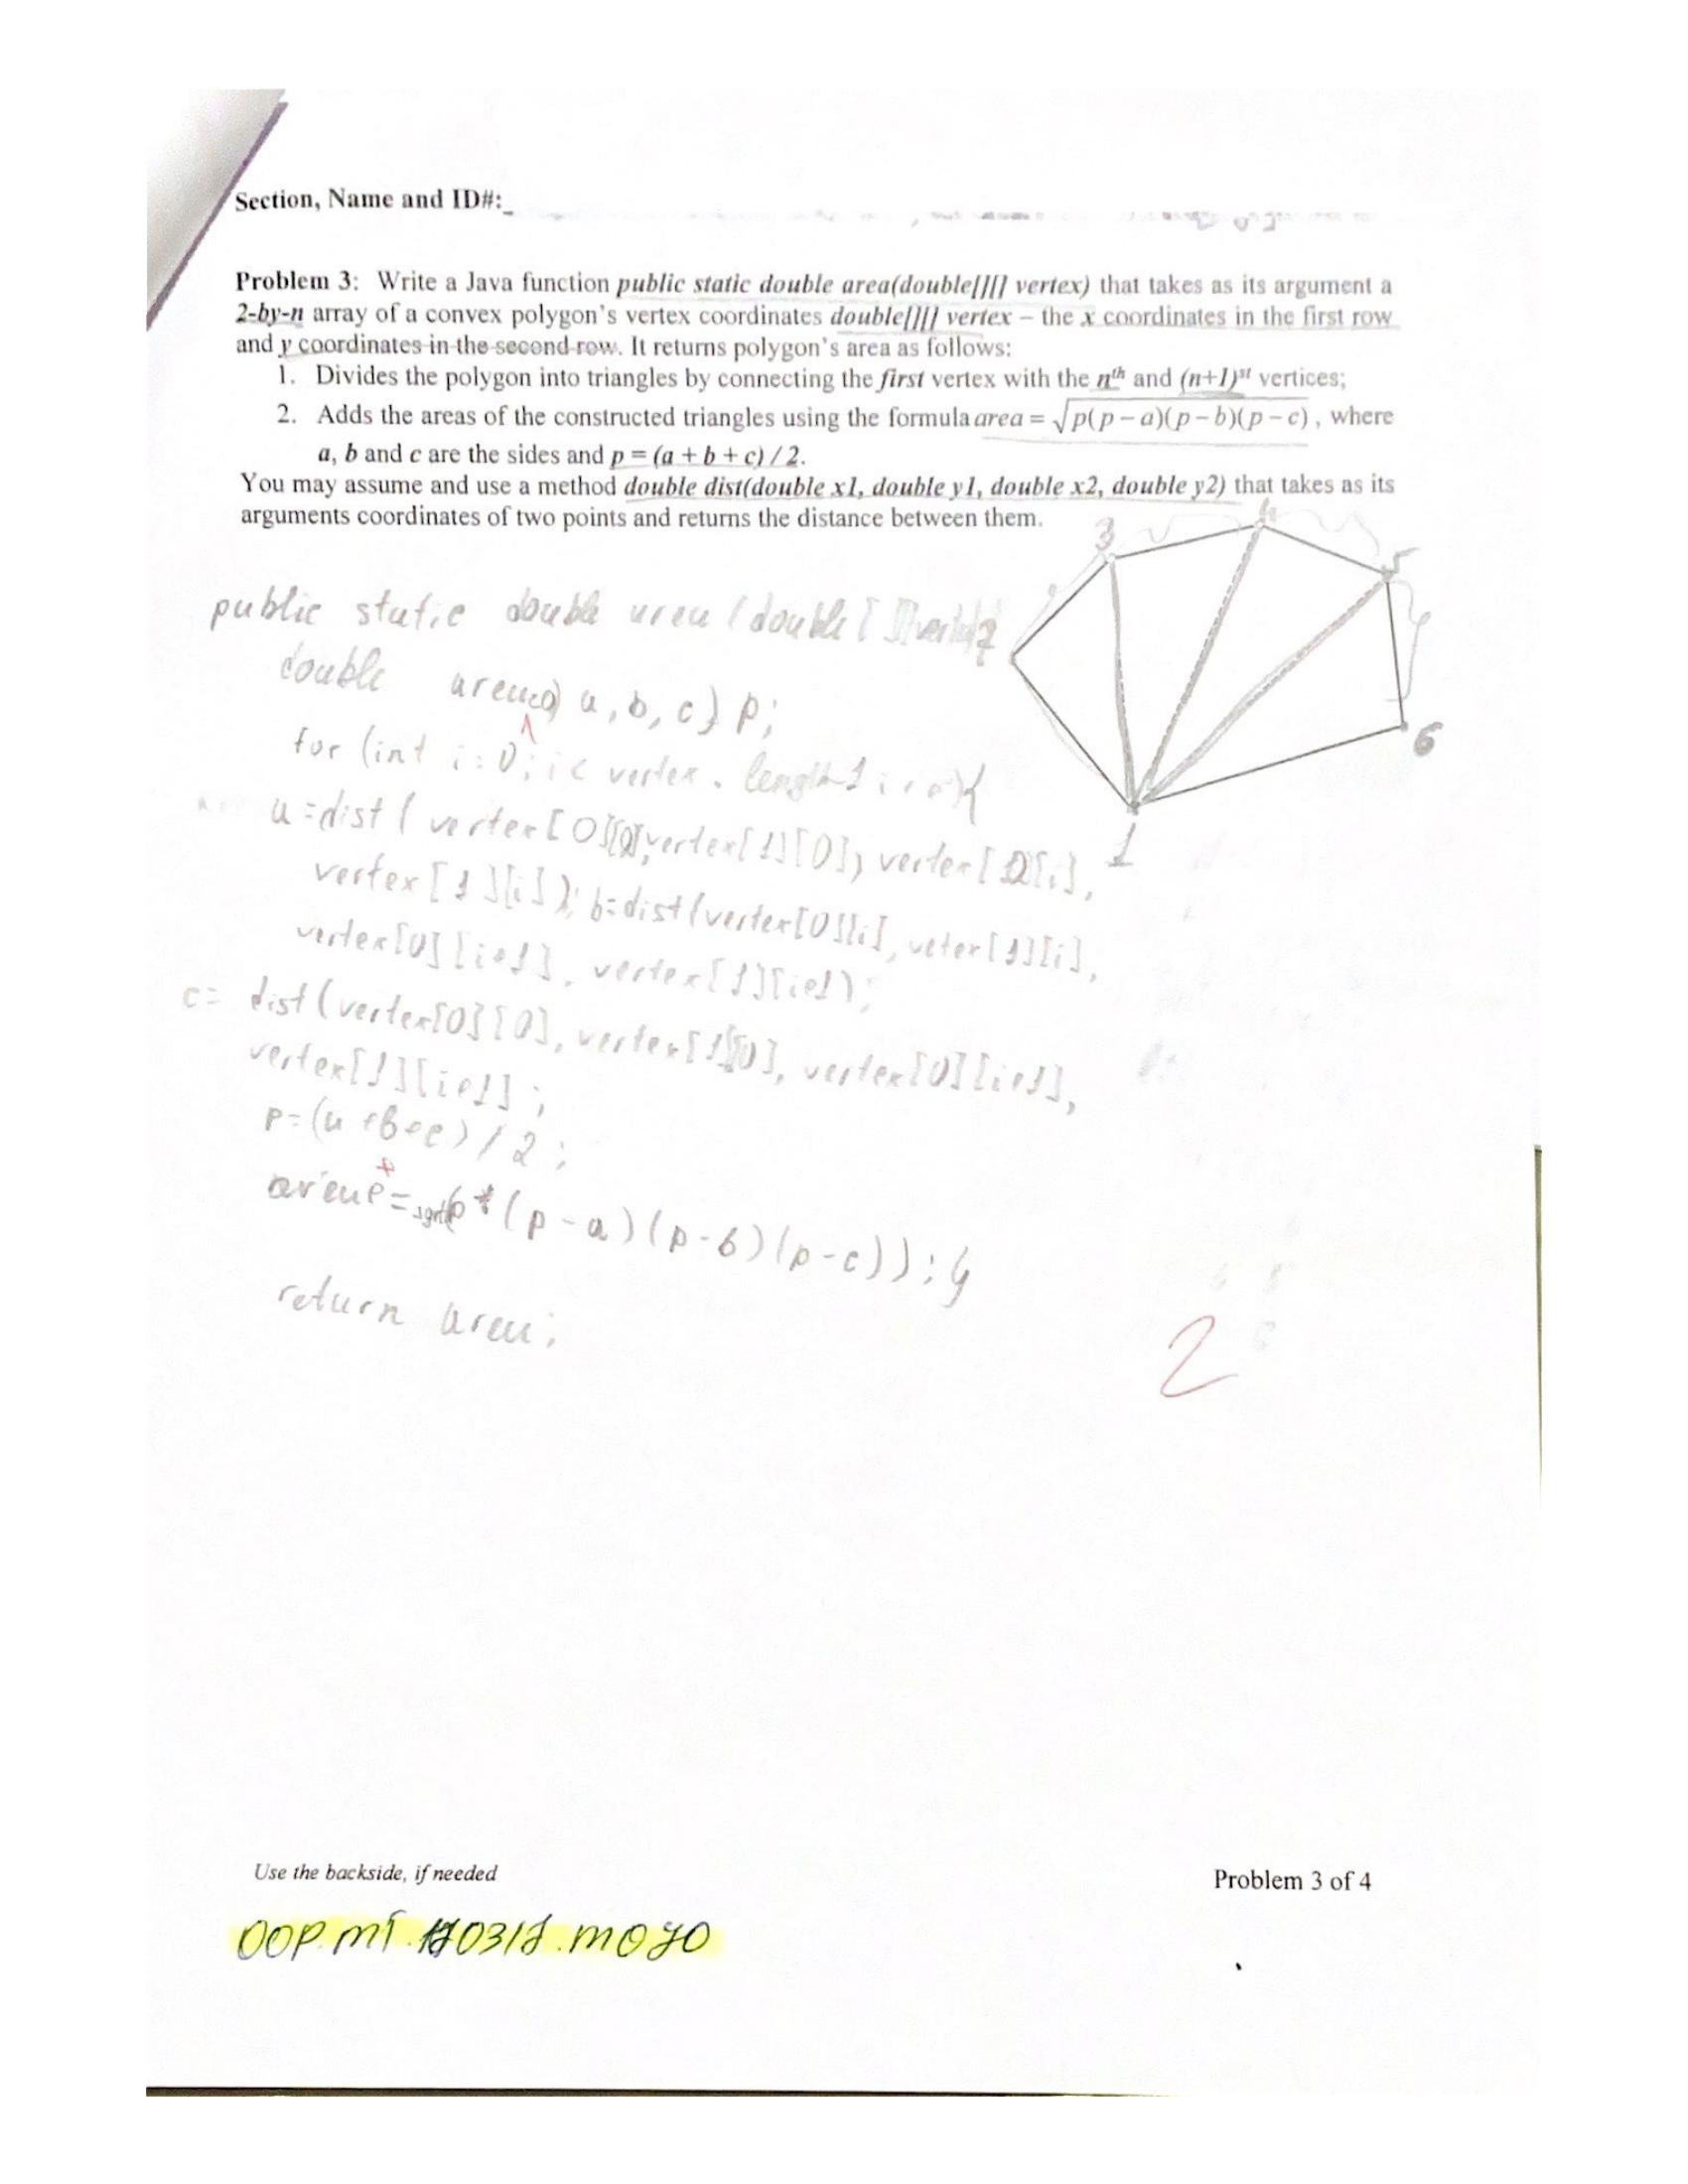 Section, Name and ID#:_
Problem 3: Write a Java function public static double area(double[][] vertex) that takes as its argument a
2-by-n array of a convex polygon's vertex coordinates double[][] vertex – the x coordinates in the first row
and y coordinates in the second row. It returns polygon's area as follows:
1. Divides the polygon into triangles by connecting the first vertex with the nth and (n+1)st vertices;
2. Adds the areas of the constructed triangles using the formula area = √p(p − a)(p − b)(p − c) , where
a, b and c are the sides and p = (a + b + c) / 2.
You may assume and use a method double dist(double x1, double y1, double x2, double y2) that takes as its
arguments coordinates of two points and returns the distance between them.
3
4
5
6
1
public static double area (double [
double a, b, c, p;
for (int i=0; i< vertex . length-1
a=dist ( vertex[0][0], vertex[1][0], vertex[0][i],
vertex[1][i]); b=dist(vertex[0][i], veter[1][i],
vertex[0][i+1], vertex[1][i+1);
c= dist (vertex[0][0], vertex[1][0], vertex[0][i+1],
vertex[1][i+1];
p=(a+b+c)/2;
area = sqrt(p*(p-a)(p-b)(p-c));}
return area;
2
Use the backside, if needed
Problem 3 of 4